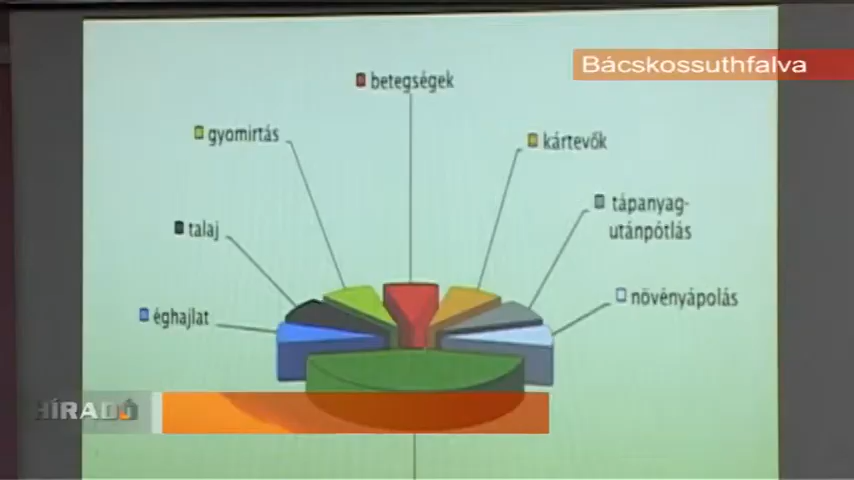 Bácskossuthfalva
betegségek
gyomirtás
kártevők
tápanyag-
utánpótlás
talaj
növényápolás
éghajlat
HÍRADÓ